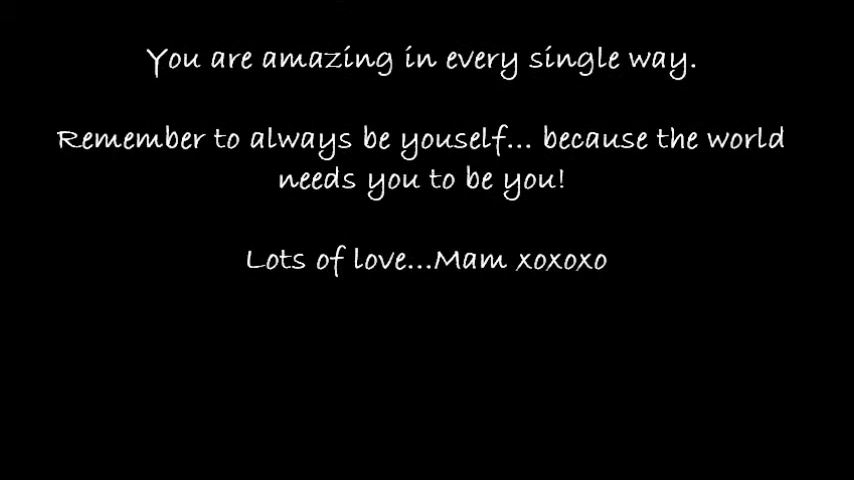 You are amazing in every single way.
Remember to always be youself... because the world
needs you to be you!
Lots of love...Mam xoxoxo